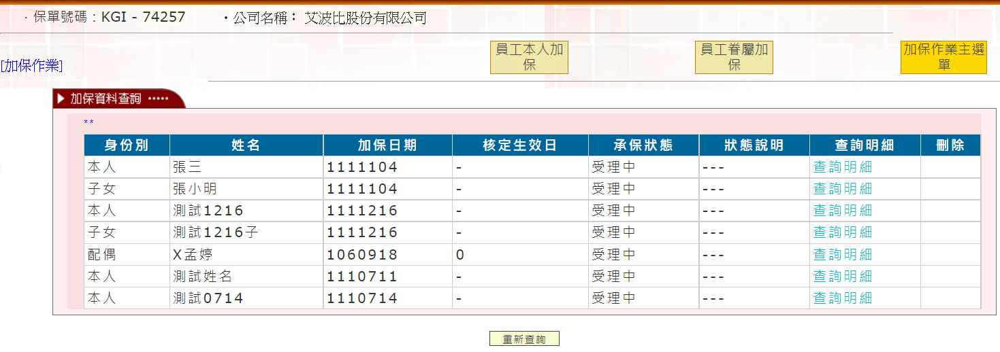 ．保單號碼：KGI - 74257 ・公司名稱： 艾波比股份有限公司
員工本人加保 員工眷屬加保 加保作業主選單
[加保作業]
加保資料查詢 ·····
**
身份別 姓名 加保日期 核定生效日 承保狀態 狀態說明 查詢明細 刪除
本人 張三 1111104 - 受理中 --- 查詢明細
子女 張小明 1111104 - 受理中 --- 查詢明細
本人 測試1216 1111216 - 受理中 --- 查詢明細
子女 測試1216子 1111216 - 受理中 --- 查詢明細
配偶 X孟婷 1060918 0 受理中 --- 查詢明細
本人 測試姓名 1110711 - 受理中 --- 查詢明細
本人 測試0714 1110714 - 受理中 --- 查詢明細
重新查詢